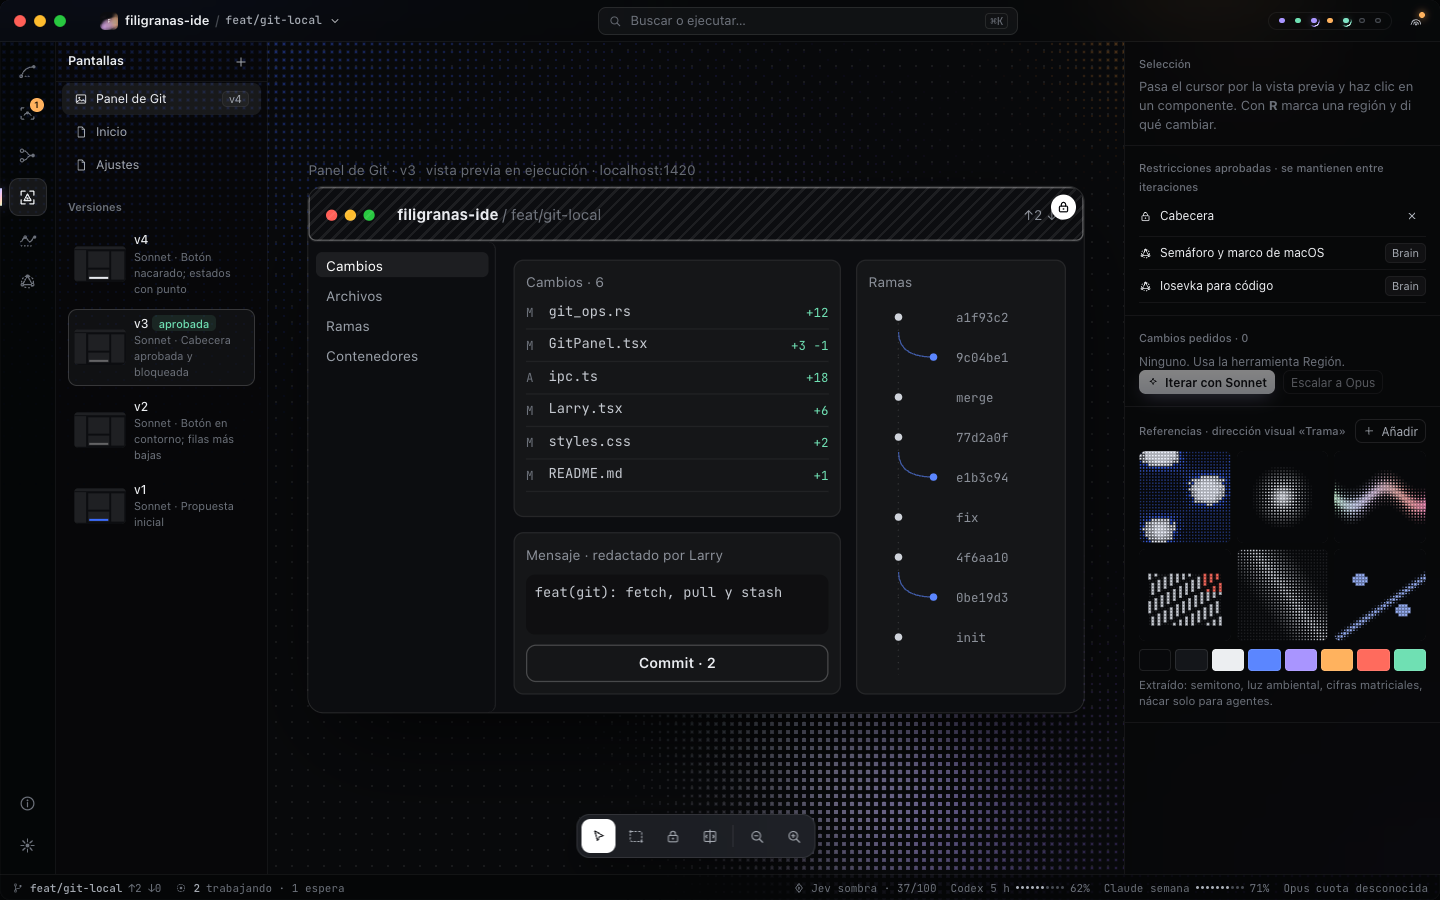 filigranas-ide / feat/git-local
Buscar o ejecutar...
⌘K
1
Pantallas
Panel de Git
v4
Inicio
Ajustes
Versiones
v4
Sonnet · Botón
nacarado; estados
con punto
v3 aprobada
Sonnet · Cabecera
aprobada y
bloqueada
v2
Sonnet · Botón en
contorno; filas más
bajas
v1
Sonnet · Propuesta
inicial
Panel de Git · v3 vista previa en ejecución · localhost:1420
filigranas-ide / feat/git-local
↑2
Cambios
Archivos
Ramas
Contenedores
Cambios · 6
M git_ops.rs +12
M GitPanel.tsx +3 -1
A ipc.ts +18
M Larry.tsx +6
M styles.css +2
M README.md +1
Mensaje · redactado por Larry
feat(git): fetch, pull y stash
Commit · 2
Ramas
a1f93c2
9c04be1
merge
77d2a0f
e1b3c94
fix
4f6aa10
0be19d3
init
Selección
Pasa el cursor por la vista previa y haz clic en
un componente. Con R marca una región y di
qué cambiar.
Restricciones aprobadas · se mantienen entre
iteraciones
Cabecera ×
Semáforo y marco de macOS Brain
Iosevka para código Brain
Cambios pedidos · 0
Ninguno. Usa la herramienta Región.
Iterar con Sonnet
Escalar a Opus
Referencias · dirección visual «Trama»
+ Añadir
Extraído: semitono, luz ambiental, cifras matriciales,
nácar solo para agentes.
feat/git-local ↑2 ↓0 2 trabajando · 1 espera
Jev sombra · 37/100 Codex 5 h 62% Claude semana 71% Opus cuota desconocida